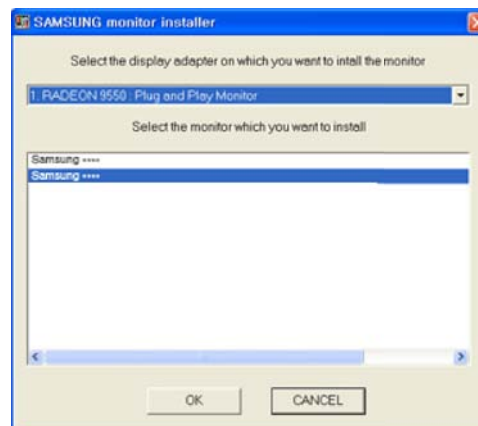 SAMSUNG monitor installer
Select the display adapter on which you want to intall the monitor
1. RADEON 9550 : Plug and Play Monitor
Select the monitor which you want to install
Samsung ****
Samsung ****
OK
CANCEL